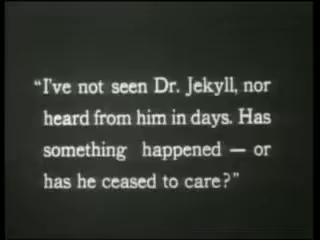 “I've not seen Dr. Jekyll, nor
heard from him in days. Has
something happened — or
has he ceased to care?”